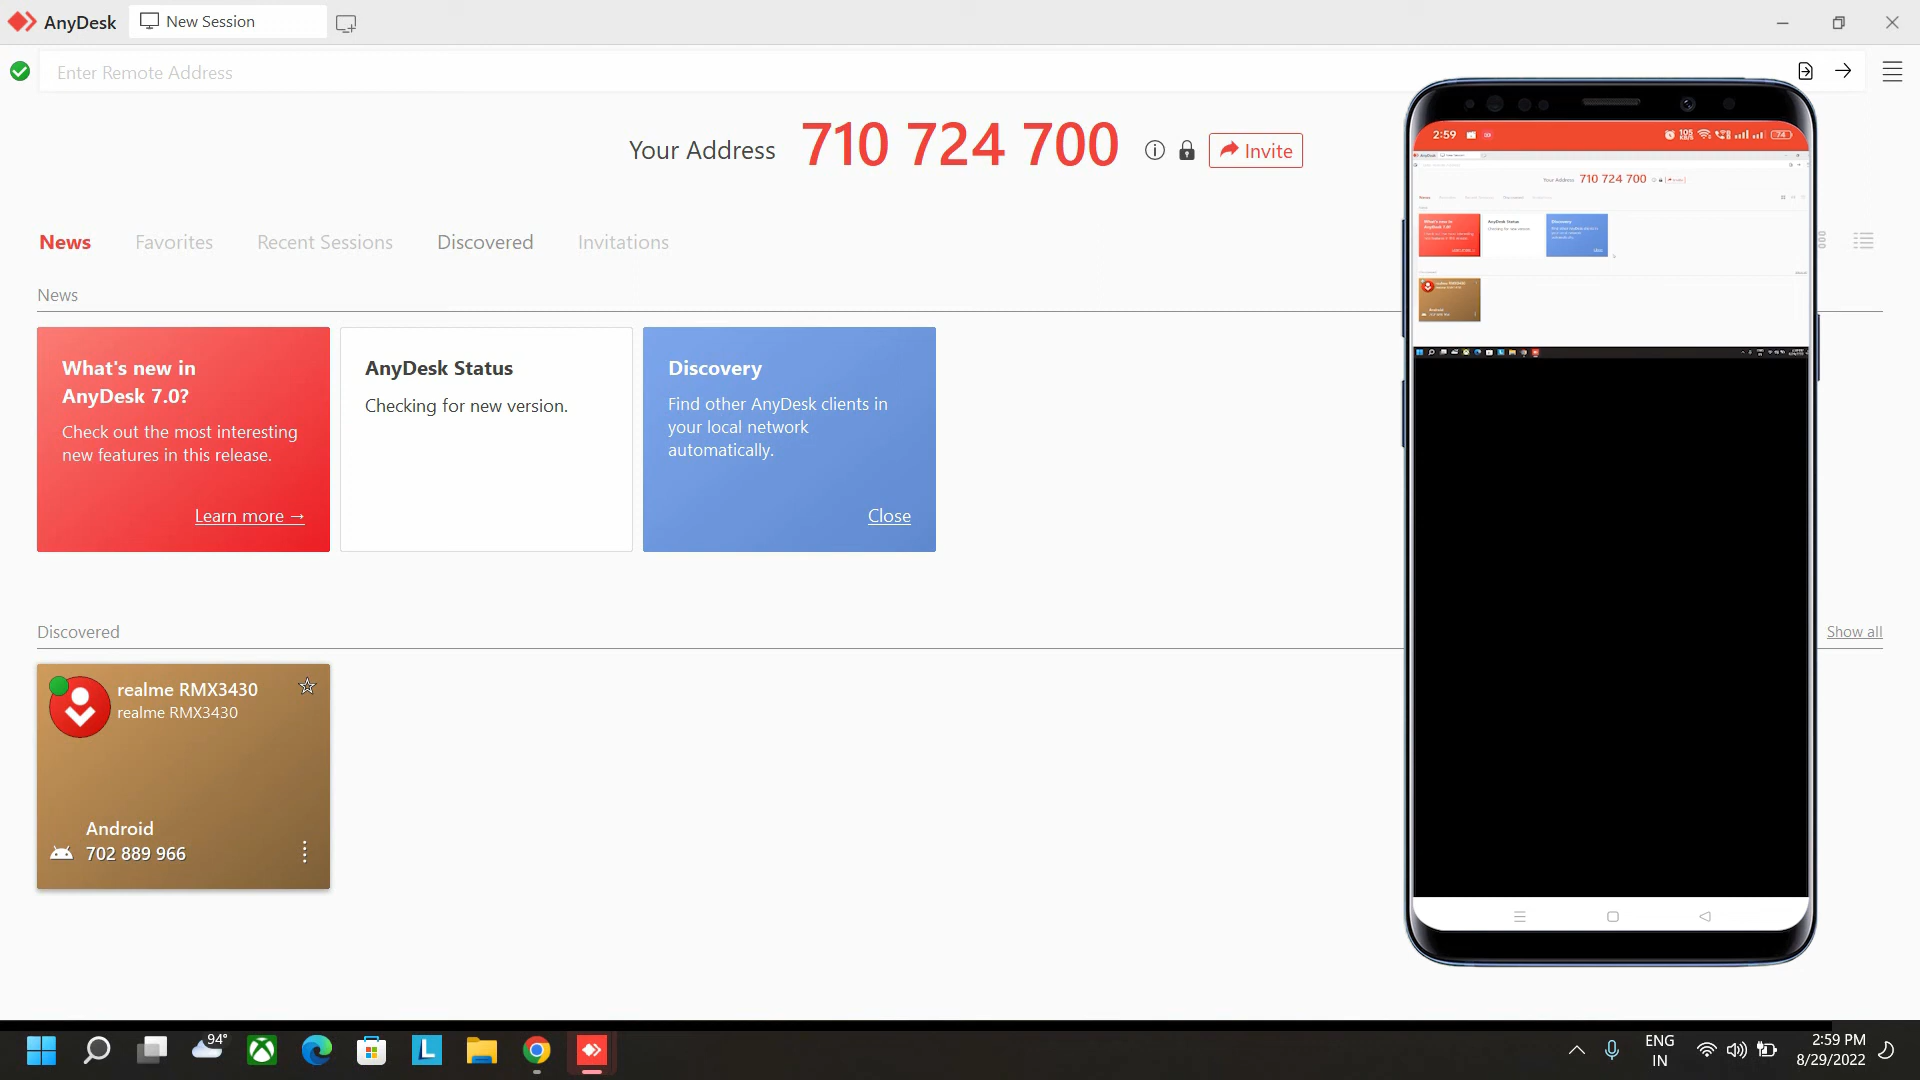 AnyDesk New Session
Enter Remote Address
Your Address 710 724 700 Invite
News Favorites Recent Sessions Discovered Invitations
News
What's new in
AnyDesk 7.0?
Check out the most interesting
new features in this release.
Learn more →
AnyDesk Status
Checking for new version.
Discovery
Find other AnyDesk clients in
your local network
automatically.
Close
Discovered
Show all
realme RMX3430
realme RMX3430
Android
702 889 966
2:59
74
710 724 700
94°
ENG
IN
2:59 PM
8/29/2022